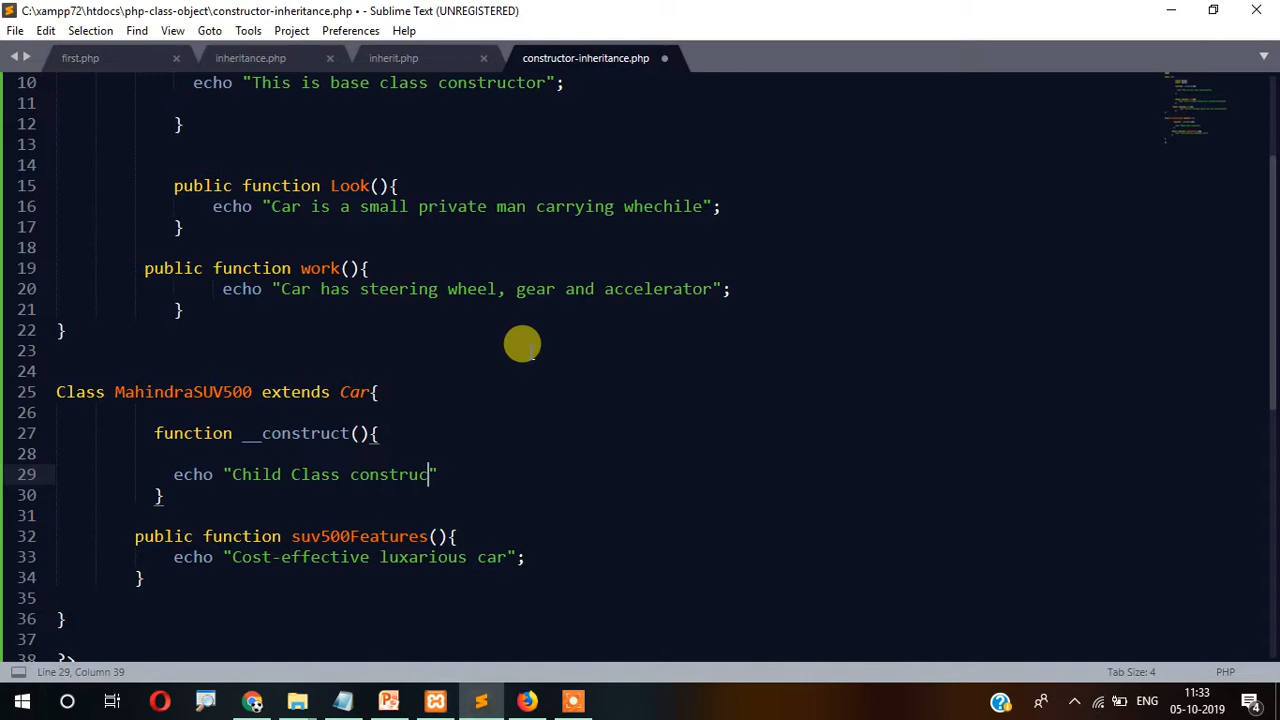 C:\xampp72\htdocs\php-class-object\constructor-inheritance.php • - Sublime Text (UNREGISTERED)
File Edit Selection Find View Goto Tools Project Preferences Help
first.php inheritance.php inherit.php constructor-inheritance.php
10 echo "This is base class constructor";
11
12 }
13
14
15 public function Look(){
16 echo "Car is a small private man carrying whechile";
17 }
18
19 public function work(){
20 echo "Car has steering wheel, gear and accelerator";
21 }
22 }
23
24
25 Class MahindraSUV500 extends Car{
26
27 function __construct(){
28
29 echo "Child Class construc"
30 }
31
32 public function suv500Features(){
33 echo "Cost-effective luxarious car";
34 }
35
36 }
37
38 ?>
Line 29, Column 39 Tab Size: 4 PHP
ENG 11:33 05-10-2019 4